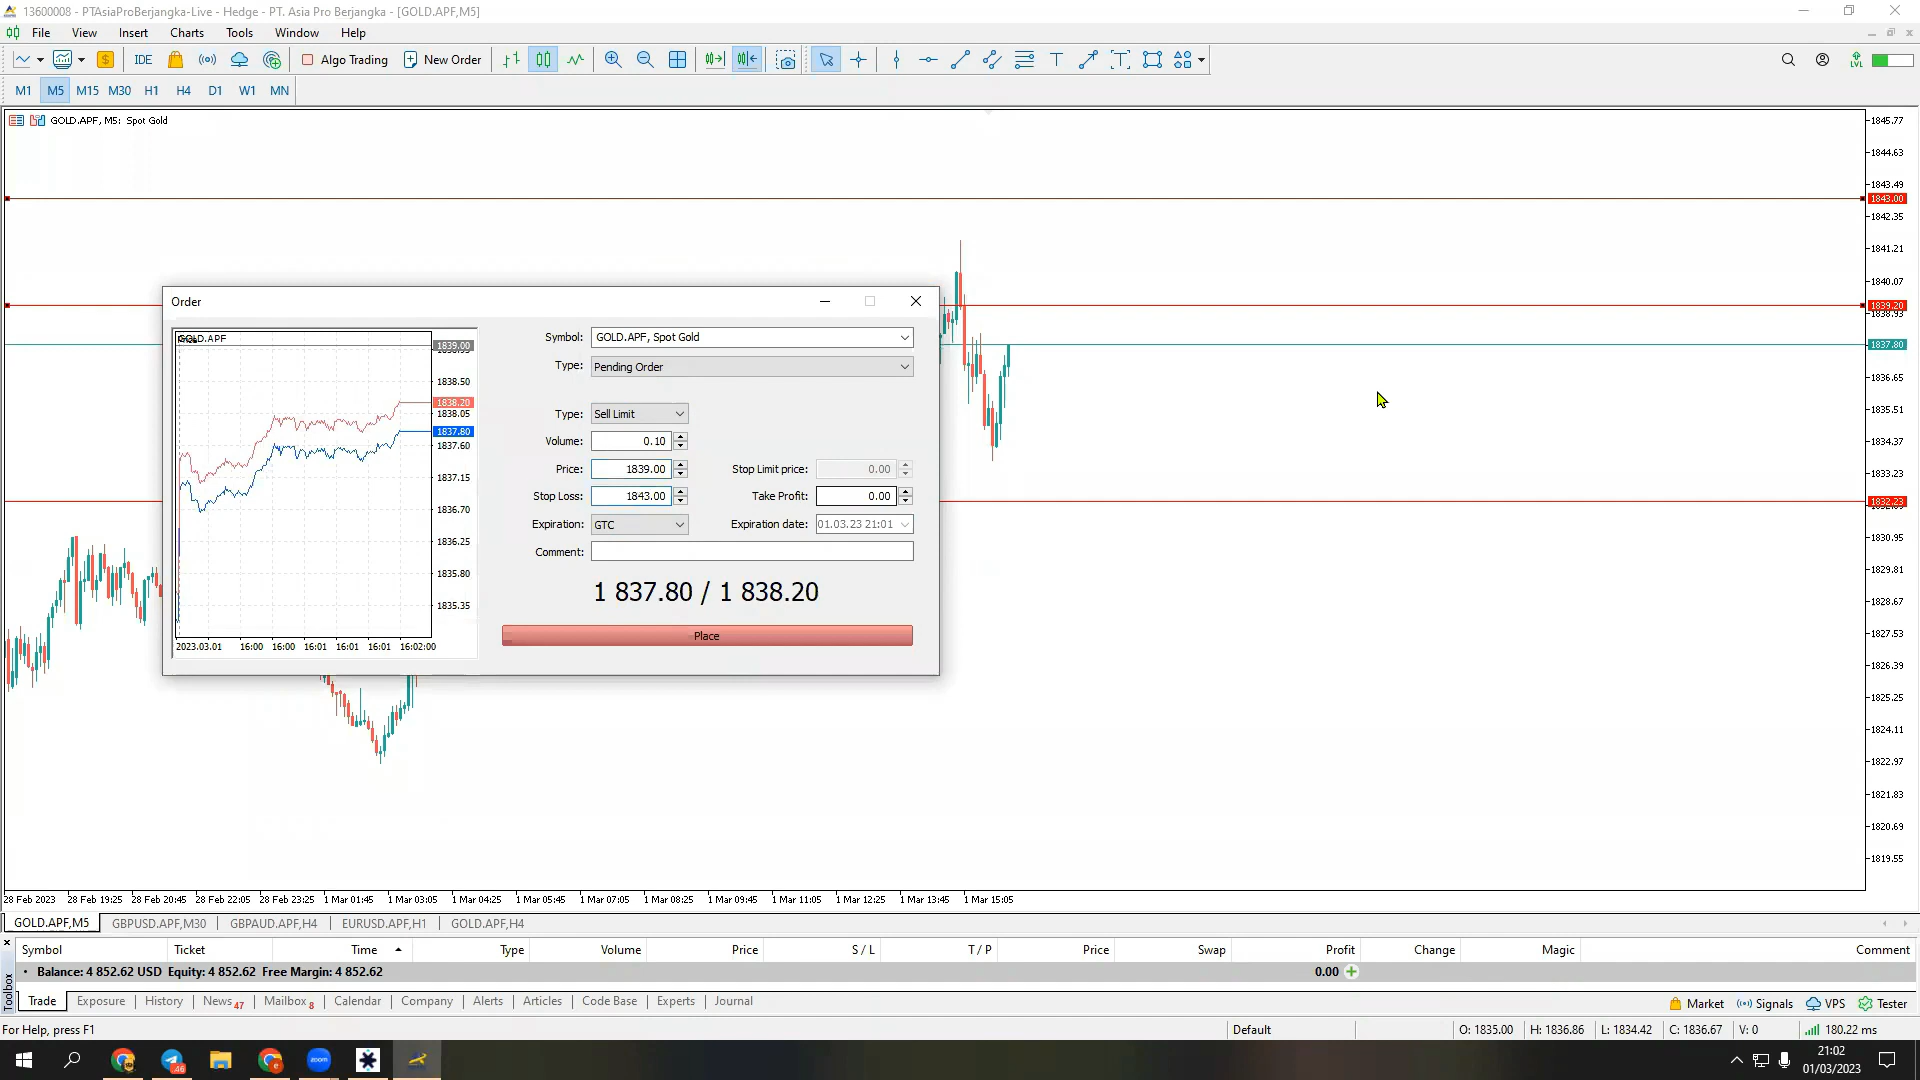 13600008 - PTAsiaProBerjangka-Live - Hedge - PT. Asia Pro Berjangka - [GOLD.APF,M5]
File View Insert Charts Tools Window Help
IDE Algo Trading New Order LVL
M1 M5 M15 M30 H1 H4 D1 W1 MN
GOLD.APF, M5: Spot Gold
1845.77
1844.63
1843.49
1843.00
1842.35
1841.21
1840.07
1839.20
1838.93
1837.80
1836.65
1835.51
1834.37
1833.23
1832.23
1830.95
1829.81
1828.67
1827.53
1826.39
1825.25
1824.11
1822.97
1821.83
1820.69
1819.55
Order
GOLD.APF
1839.00
1838.50
1838.20
1838.05
1837.80
1837.60
1837.15
1836.70
1836.25
1835.80
1835.35
2023.03.01 16:00 16:00 16:01 16:01 16:01 16:02:00
Symbol: GOLD.APF, Spot Gold
Type: Pending Order
Type: Sell Limit
Volume: 0.10
Price: 1839.00 Stop Limit price: 0.00
Stop Loss: 1843.00 Take Profit: 0.00
Expiration: GTC Expiration date: 01.03.23 21:01
Comment:
1 837.80 / 1 838.20
Place
28 Feb 2023 28 Feb 19:25 28 Feb 20:45 28 Feb 22:05 28 Feb 23:25 1 Mar 01:45 1 Mar 03:05 1 Mar 04:25 1 Mar 05:45 1 Mar 07:05 1 Mar 08:25 1 Mar 09:45 1 Mar 11:05 1 Mar 12:25 1 Mar 13:45 1 Mar 15:05
GOLD.APF,M5 GBPUSD.APF,M30 GBPAUD.APF,H4 EURUSD.APF,H1 GOLD.APF,H4
Symbol Ticket Time Type Volume Price S / L T / P Price Swap Profit Change Magic Comment
Balance: 4 852.62 USD Equity: 4 852.62 Free Margin: 4 852.62 0.00
Toolbox
Trade Exposure History News 47 Mailbox 8 Calendar Company Alerts Articles Code Base Experts Journal
Market Signals VPS Tester
For Help, press F1 Default O: 1835.00 H: 1836.86 L: 1834.42 C: 1836.67 V: 0 180.22 ms
46 zoom
21:02
01/03/2023